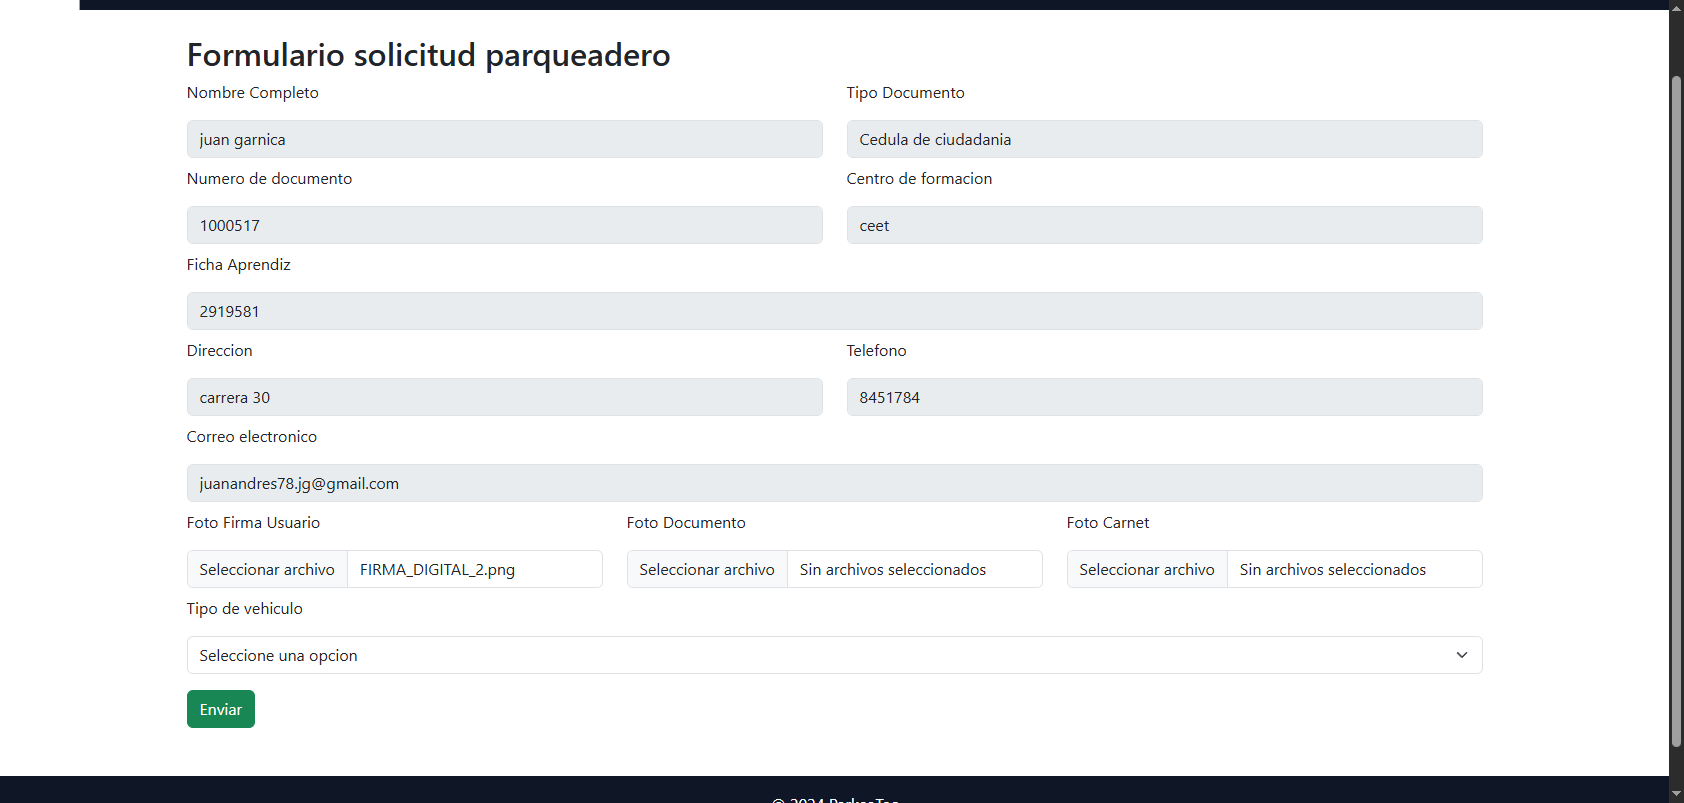 Formulario solicitud parqueadero
Nombre Completo
Tipo Documento
juan garnica
Cedula de ciudadania
Numero de documento
Centro de formacion
1000517
ceet
Ficha Aprendiz
2919581
Direccion
Telefono
carrera 30
8451784
Correo electronico
juanandres78.jg@gmail.com
Foto Firma Usuario
Foto Documento
Foto Carnet
Seleccionar archivo FIRMA_DIGITAL_2.png
Seleccionar archivo Sin archivos seleccionados
Seleccionar archivo Sin archivos seleccionados
Tipo de vehiculo
Seleccione una opcion
Enviar
© 2024